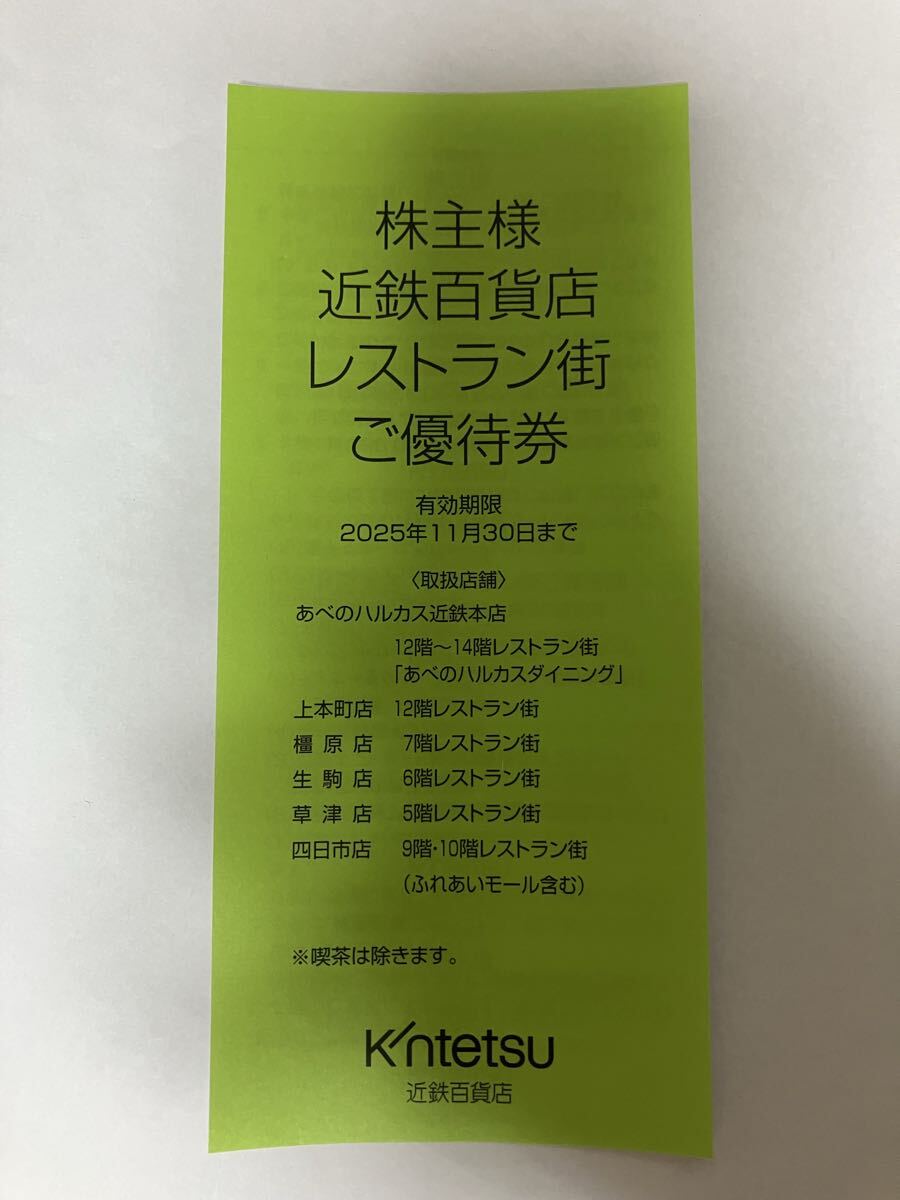 株主様
近鉄百貨店
レストラン街
ご優待券
有効期限
2025年11月30日まで
〈取扱店舗〉
あべのハルカス近鉄本店
12階～14階レストラン街
「あべのハルカスダイニング」
上本町店 12階レストラン街
橿原店 7階レストラン街
生駒店 6階レストラン街
草津店 5階レストラン街
四日市店 9階・10階レストラン街
（ふれあいモール含む）
※喫茶は除きます。
Kintetsu
近鉄百貨店